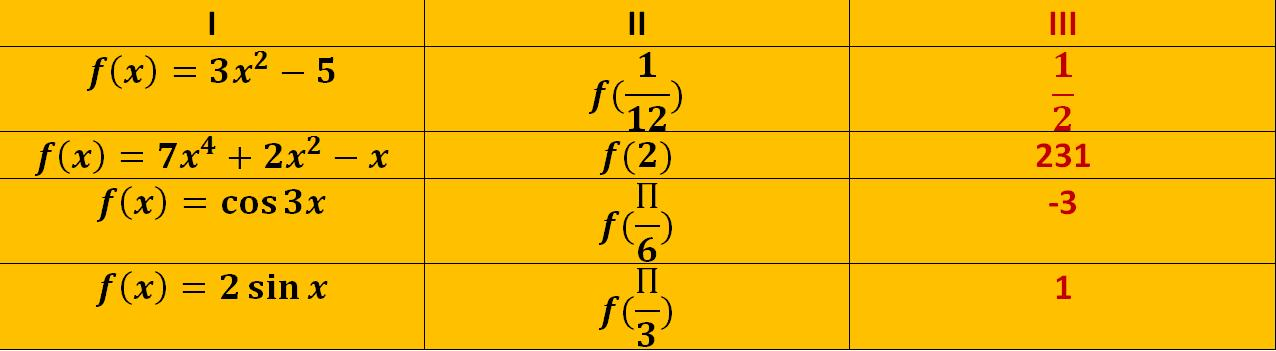 I II III
f(x) = 3x² − 5 f(1/12) 1/2
f(x) = 7x⁴ + 2x² − x f(2) 231
f(x) = cos 3x f(∏/6) -3
f(x) = 2 sin x f(∏/3) 1